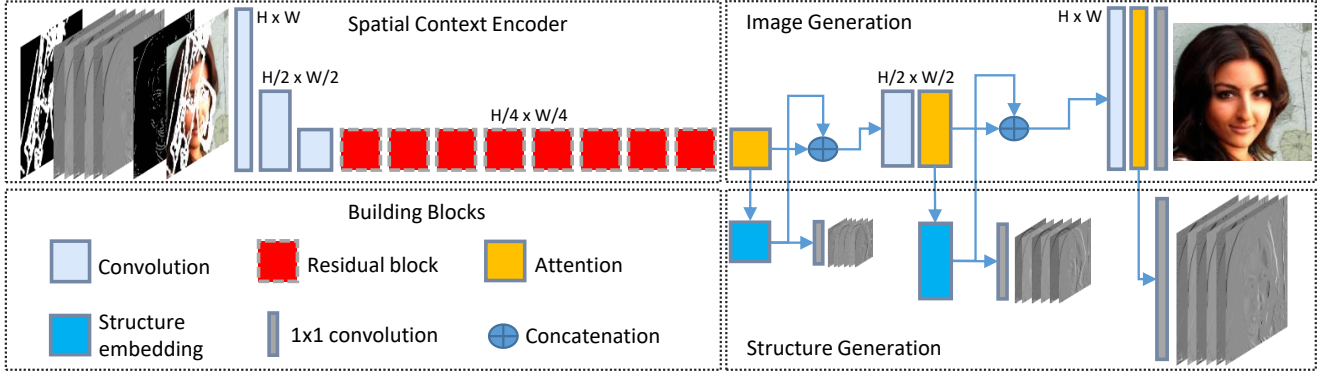 Spatial Context Encoder
H x W
H/2 x W/2
H/4 x W/4
Image Generation
H/2 x W/2
H x W
Building Blocks
Convolution
Residual block
Attention
Structure
embedding
1x1 convolution
Concatenation
Structure Generation